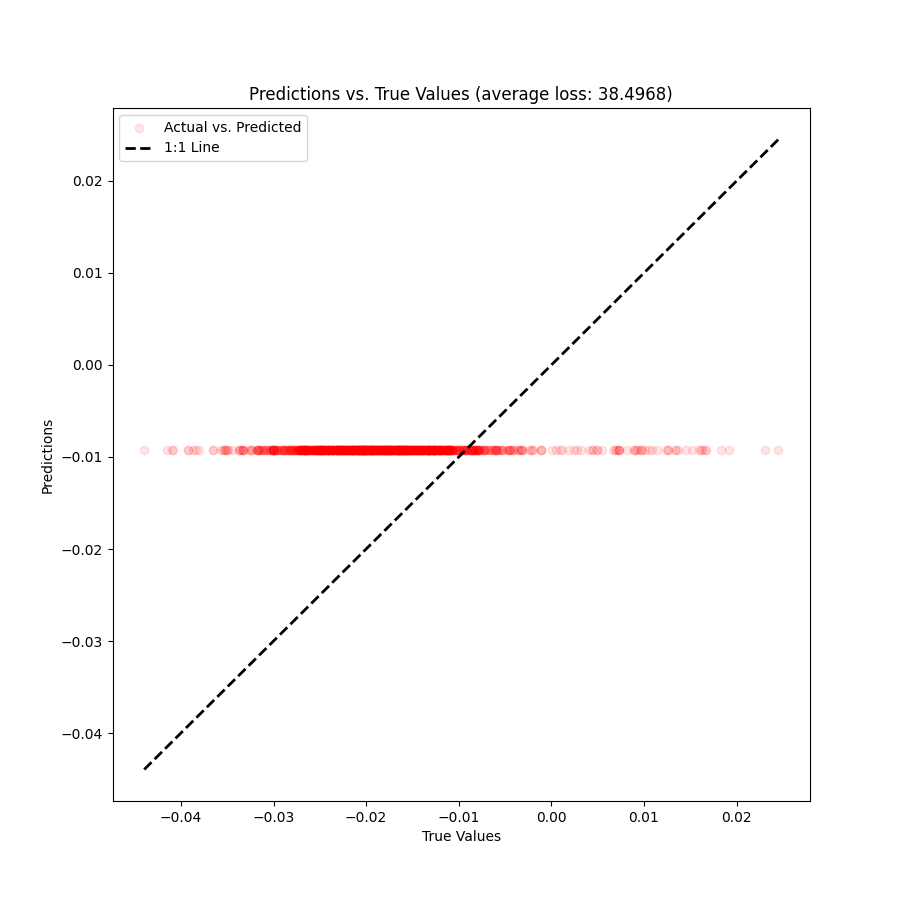 Predictions vs. True Values (average loss: 38.4968)
Actual vs. Predicted
1:1 Line
0.02
0.01
0.00
−0.01
−0.02
−0.03
−0.04
Predictions
−0.04 −0.03 −0.02 −0.01 0.00 0.01 0.02
True Values